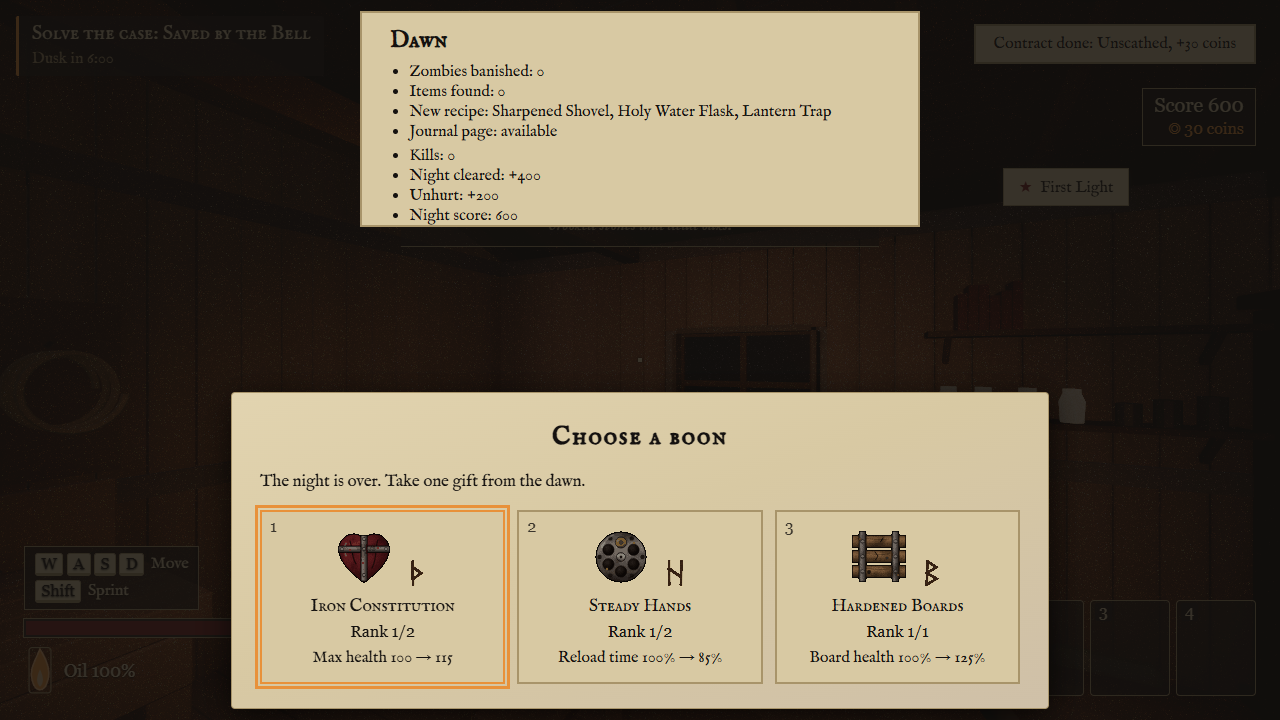 Solve the case: Saved by the Bell
Dusk in 6:00
Dawn
Zombies banished: 0
Items found: 0
New recipe: Sharpened Shovel, Holy Water Flask, Lantern Trap
Journal page: available
Kills: 0
Night cleared: +400
Unhurt: +200
Night score: 600
Contract done: Unscathed, +30 coins
Score 600
30 coins
★ First Light
Choose a boon
The night is over. Take one gift from the dawn.
1
Iron Constitution
Rank 1/2
Max health 100 → 115
2
Steady Hands
Rank 1/2
Reload time 100% → 85%
3
Hardened Boards
Rank 1/1
Board health 100% → 125%
W A S D Move
Shift Sprint
Oil 100%
3
4